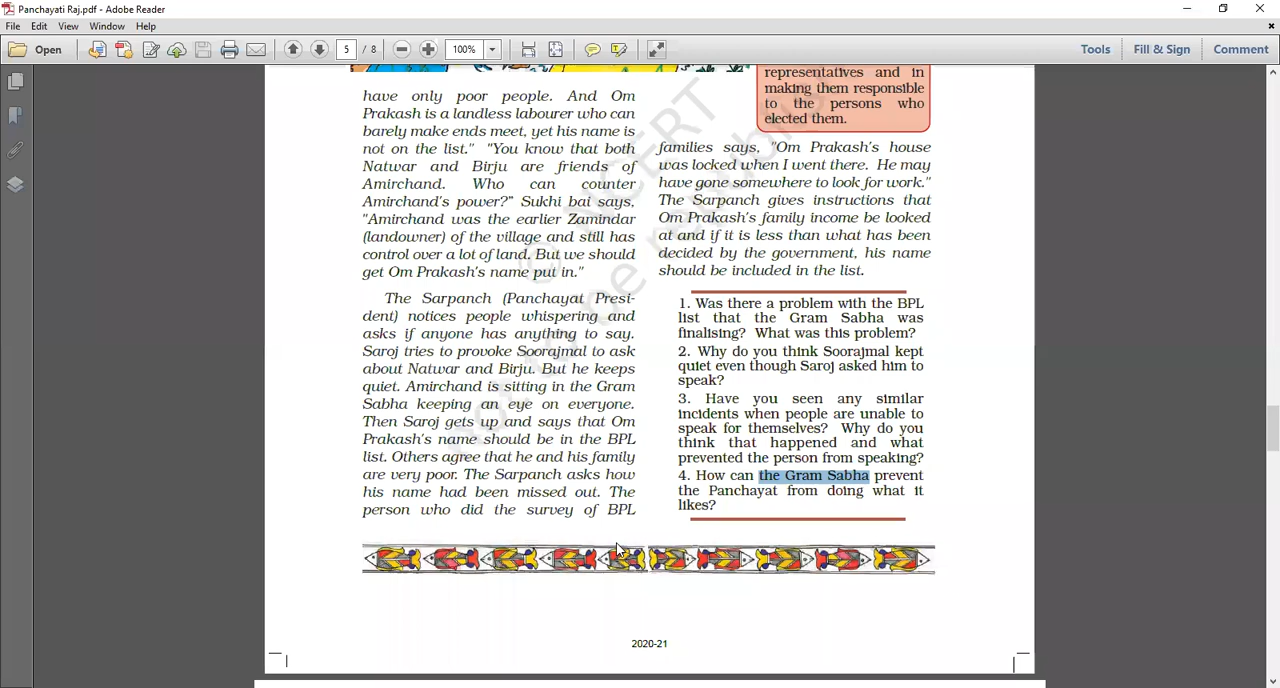 Panchayati Raj.pdf - Adobe Reader
File Edit View Window Help
Open 5 / 8 100% Tools Fill & Sign Comment
have only poor people. And Om
Prakash is a landless labourer who can
barely make ends meet, yet his name is
not on the list." "You know that both
Natwar and Birju are friends of
Amirchand. Who can counter
Amirchand's power?" Sukhi bai says,
"Amirchand was the earlier Zamindar
(landowner) of the village and still has
control over a lot of land. But we should
get Om Prakash's name put in."
The Sarpanch (Panchayat Presi-
dent) notices people whispering and
asks if anyone has anything to say.
Saroj tries to provoke Soorajmal to ask
about Natwar and Birju. But he keeps
quiet. Amirchand is sitting in the Gram
Sabha keeping an eye on everyone.
Then Saroj gets up and says that Om
Prakash's name should be in the BPL
list. Others agree that he and his family
are very poor. The Sarpanch asks how
his name had been missed out. The
person who did the survey of BPL
representatives and in
making them responsible
to the persons who
elected them.
families says, "Om Prakash's house
was locked when I went there. He may
have gone somewhere to look for work."
The Sarpanch gives instructions that
Om Prakash's family income be looked
at and if it is less than what has been
decided by the government, his name
should be included in the list.
1. Was there a problem with the BPL
list that the Gram Sabha was
finalising? What was this problem?
2. Why do you think Soorajmal kept
quiet even though Saroj asked him to
speak?
3. Have you seen any similar
incidents when people are unable to
speak for themselves? Why do you
think that happened and what
prevented the person from speaking?
4. How can the Gram Sabha prevent
the Panchayat from doing what it
likes?
© NCERT
not to be republish
2020-21